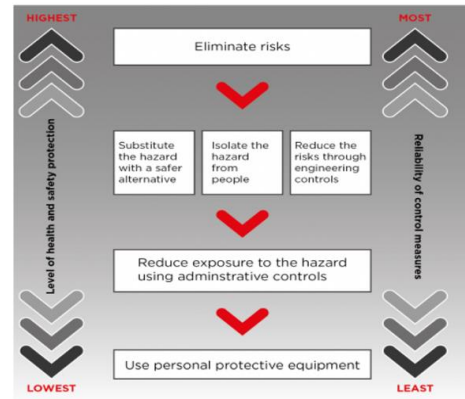 HIGHEST
MOST
Eliminate risks
Substitute
the hazard
with a safer
alternative
Isolate the
hazard
from
people
Reduce the
risks through
engineering
controls
Level of health and safety protection
Reliability of control measures
Reduce exposure to the hazard
using adminstrative controls
Use personal protective equipment
LOWEST
LEAST